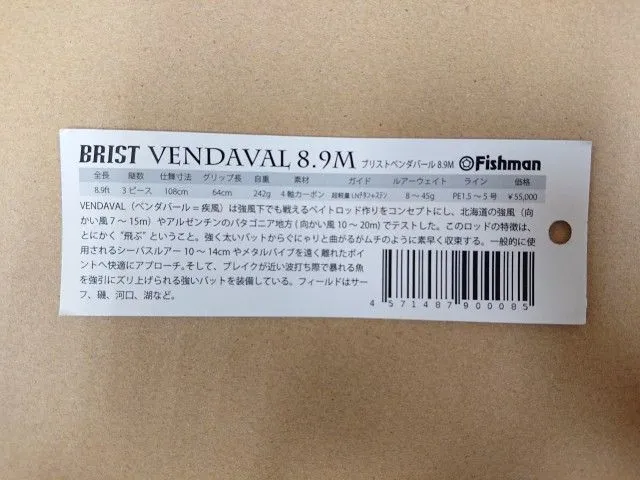 BRIST VENDAVAL 8.9M ブリストベンダバール 8.9M Fishman
全長 継数 仕舞寸法 グリップ長 自重 素材 ガイド ルアーウェイト ライン 価格
8.9ft 3ピース 108cm 64cm 242g 4軸カーボン 超軽量 8～45g PE1.5～5号 ￥55,000
VENDAVAL（ベンダバール＝疾風）は強風下でも戦えるベイトロッド作りをコンセプトにし、北海道の強風（向
かい風7～15m）やアルゼンチンのパタゴニア地方(向かい風10～20m）でテストした。このロッドの特徴は、
とにかく“飛ぶ”ということ。強く太いバットからぐにゃりと曲がるがムチのように素早く収束する。一般的に使
用されるシーバスルアー10～14cmやメタルバイブを遠く離れたポ
イントへ快適にアプローチ。そして、ブレイクが近い波打ち際で暴れる魚
を強引にズリ上げられる強いバットを装備している。フィールドはサー
フ、磯、河口、湖など。
4 571487 900085